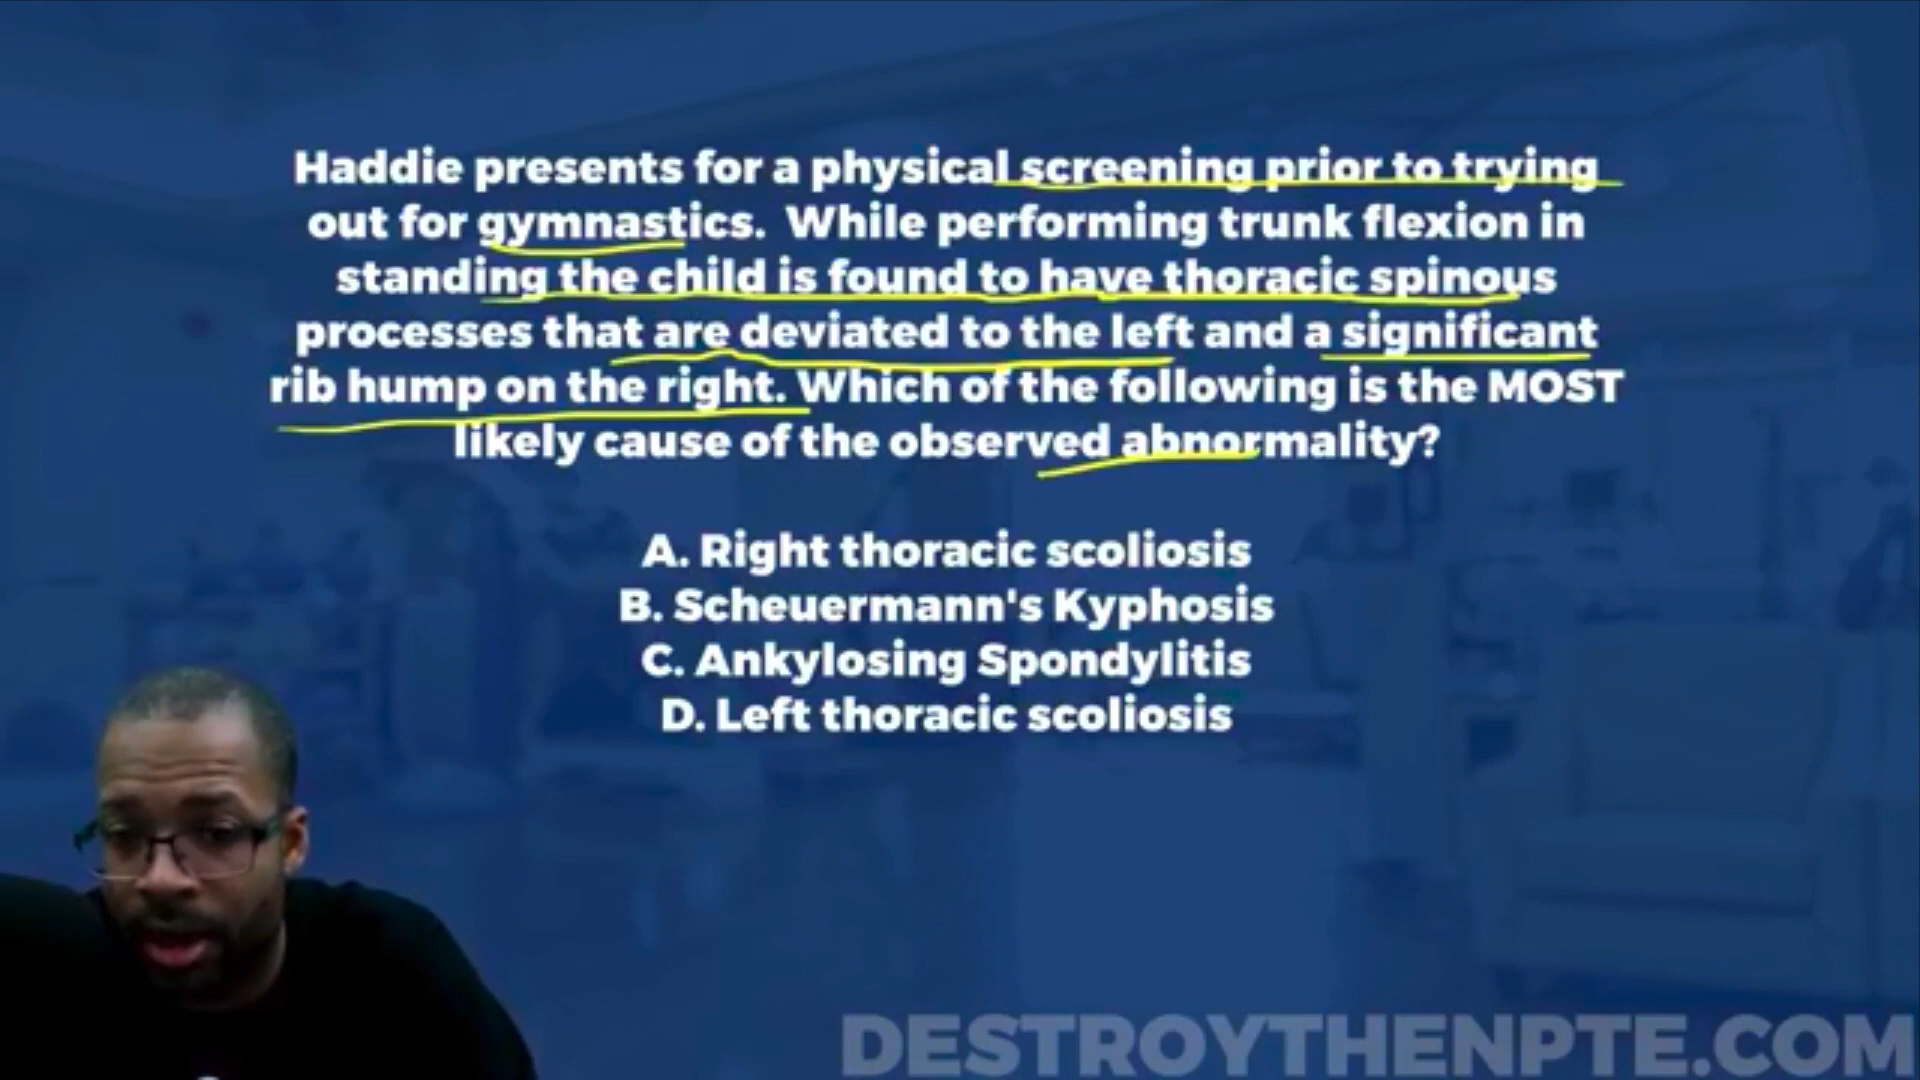 Haddie presents for a physical screening prior to trying
out for gymnastics. While performing trunk flexion in
standing the child is found to have thoracic spinous
processes that are deviated to the left and a significant
rib hump on the right. Which of the following is the MOST
likely cause of the observed abnormality?
A. Right thoracic scoliosis
B. Scheuermann's Kyphosis
C. Ankylosing Spondylitis
D. Left thoracic scoliosis
DESTROYTHENPTE.COM